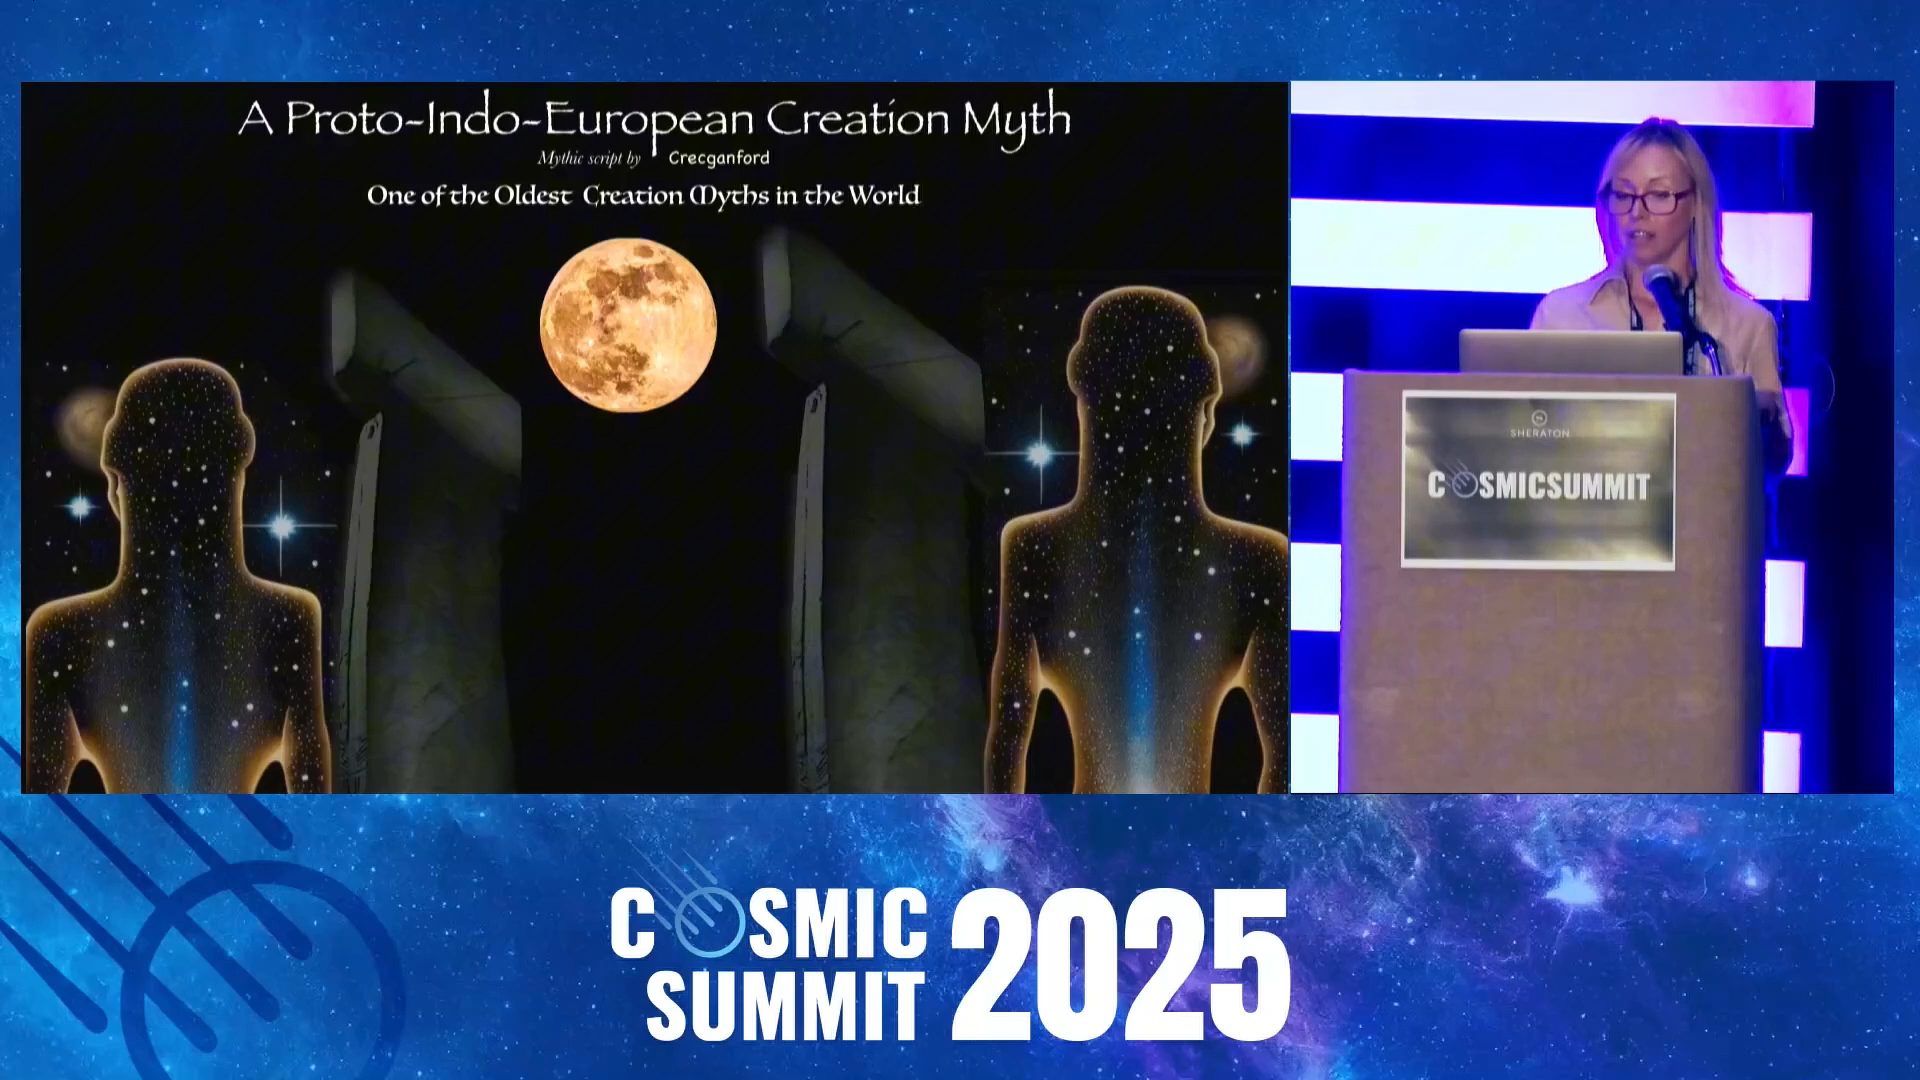 A Proto-Indo-European Creation Myth
Mythic script by Crecganford
One of the Oldest Creation Myths in the World
SHERATON
COSMICSUMMIT
COSMIC
SUMMIT
2025